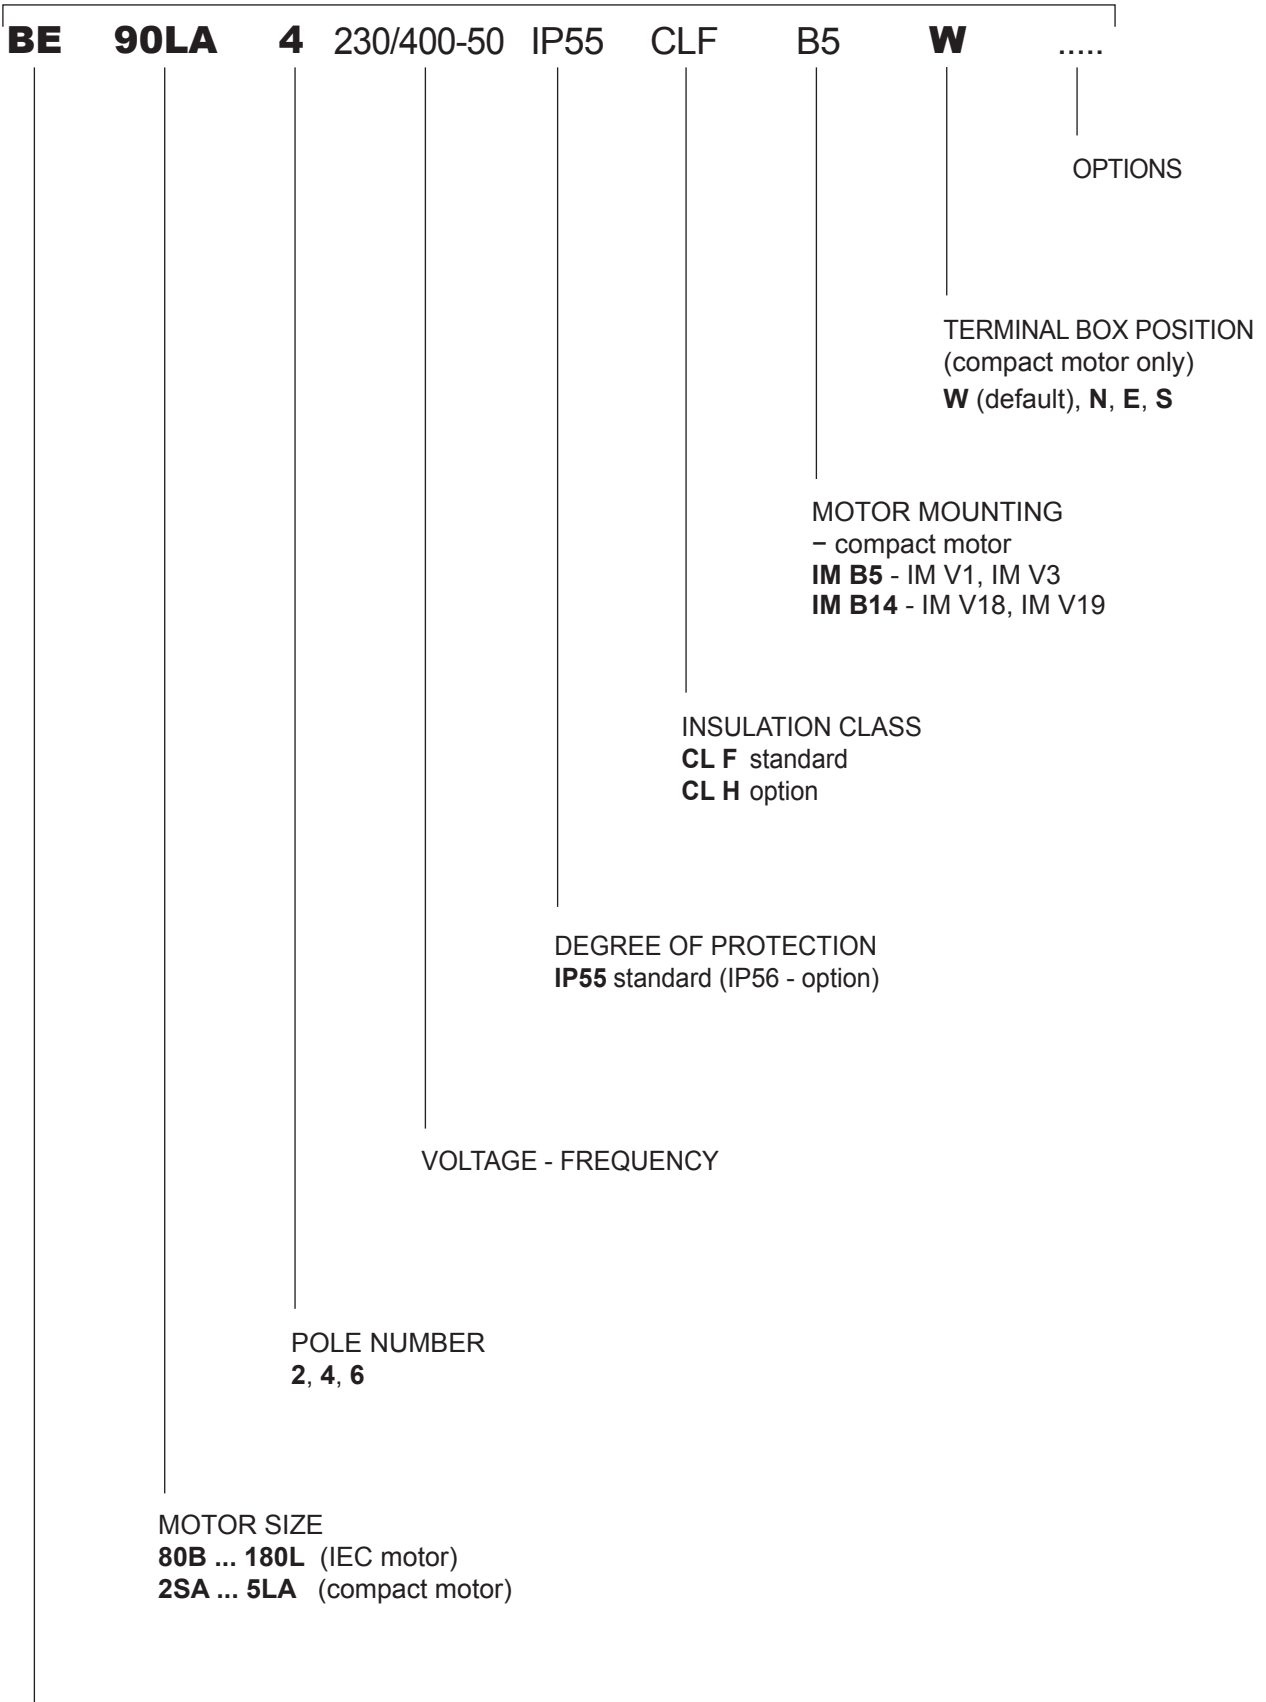 BE 90LA 4 230/400-50 IP55 CLF B5 W .....
OPTIONS
TERMINAL BOX POSITION
(compact motor only)
W (default), N, E, S
MOTOR MOUNTING
− compact motor
IM B5 - IM V1, IM V3
IM B14 - IM V18, IM V19
INSULATION CLASS
CL F standard
CL H option
DEGREE OF PROTECTION
IP55 standard (IP56 - option)
VOLTAGE - FREQUENCY
POLE NUMBER
2, 4, 6
MOTOR SIZE
80B ... 180L (IEC motor)
2SA ... 5LA (compact motor)